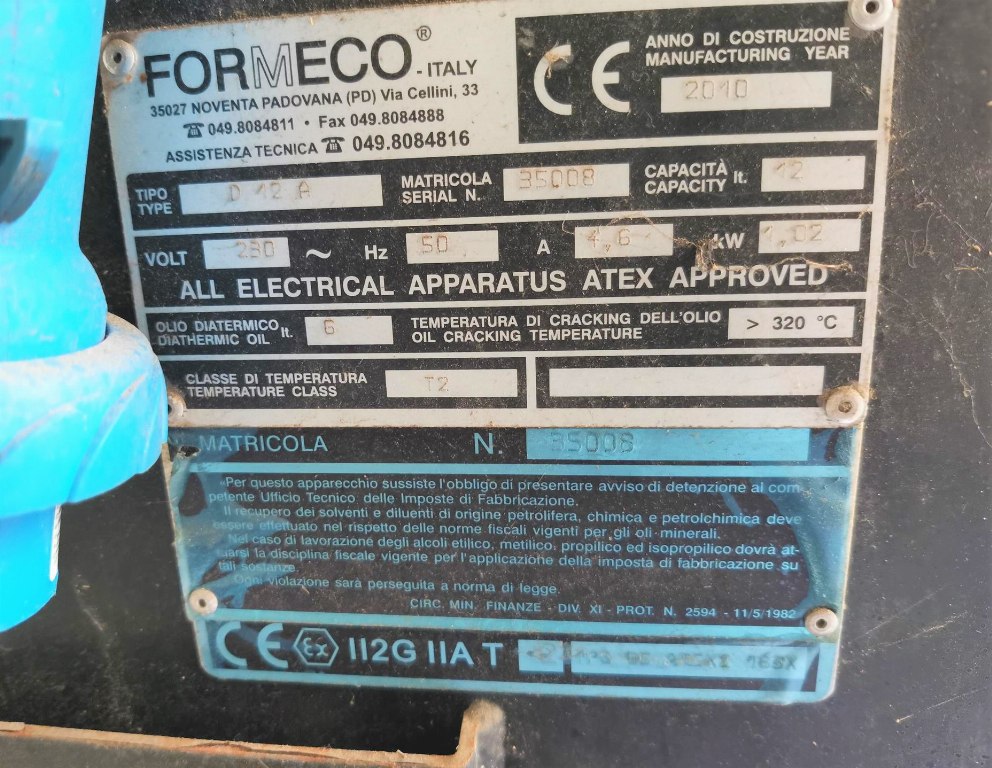 FORMECO® - ITALY
35027 NOVENTA PADOVANA (PD) Via Cellini, 33
☎ 049.8084811 • Fax 049.8084888
ASSISTENZA TECNICA ☎ 049.8084816
CE
ANNO DI COSTRUZIONE
MANUFACTURING YEAR
2010
TIPO
TYPE
D 12 A
MATRICOLA
SERIAL N.
35008
CAPACITÀ
CAPACITY lt.
12
VOLT 230 ~ Hz 50 A 4,6 kW 1,02
ALL ELECTRICAL APPARATUS ATEX APPROVED
OLIO DIATERMICO
DIATHERMIC OIL lt.
6
TEMPERATURA DI CRACKING DELL'OLIO
OIL CRACKING TEMPERATURE
> 320 °C
CLASSE DI TEMPERATURA
TEMPERATURE CLASS
T2
MATRICOLA N. 35008
Per questo apparecchio sussiste l'obbligo di presentare avviso di detenzione al com-
petente Ufficio Tecnico delle Imposte di Fabbricazione.
Il recupero dei solventi e diluenti di origine petrolifera, chimica e petrolchimica deve
essere effettuato nel rispetto delle norme fiscali vigenti per gli oli minerali.
Nel caso di lavorazione degli alcoli etilico, metilico, propilico ed isopropilico dovrà at-
tuarsi la disciplina fiscale vigente per l'applicazione della imposta di fabbricazione su
tali sostanze.
Ogni violazione sarà perseguita a norma di legge.
CIRC. MIN. FINANZE - DIV. XI - PROT. N. 2594 - 11/5/1982
CE Ex II2G IIA T